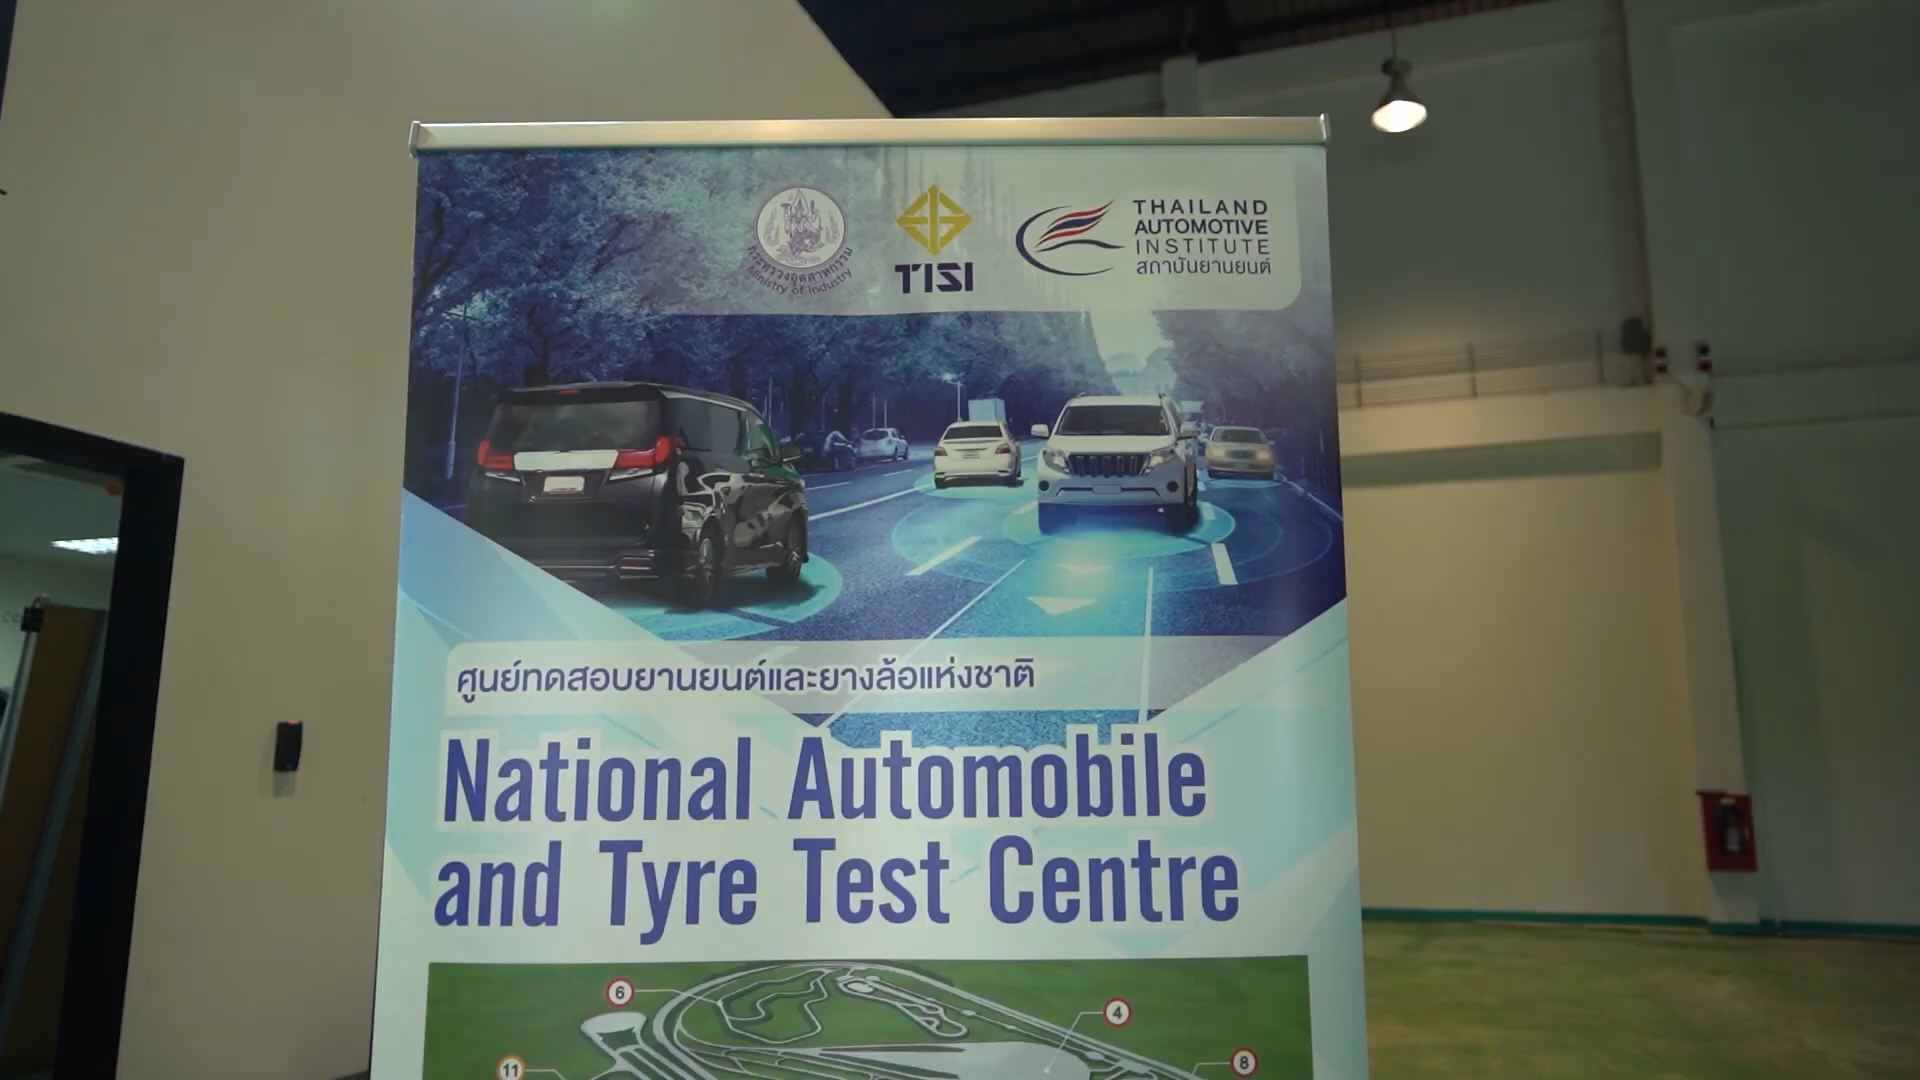 กระทรวงอุตสาหกรรม
Ministry of Industry
TISI
THAILAND
AUTOMOTIVE
INSTITUTE
สถาบันยานยนต์
ศูนย์ทดสอบยานยนต์และยางล้อแห่งชาติ
National Automobile
and Tyre Test Centre
6
4
8
11